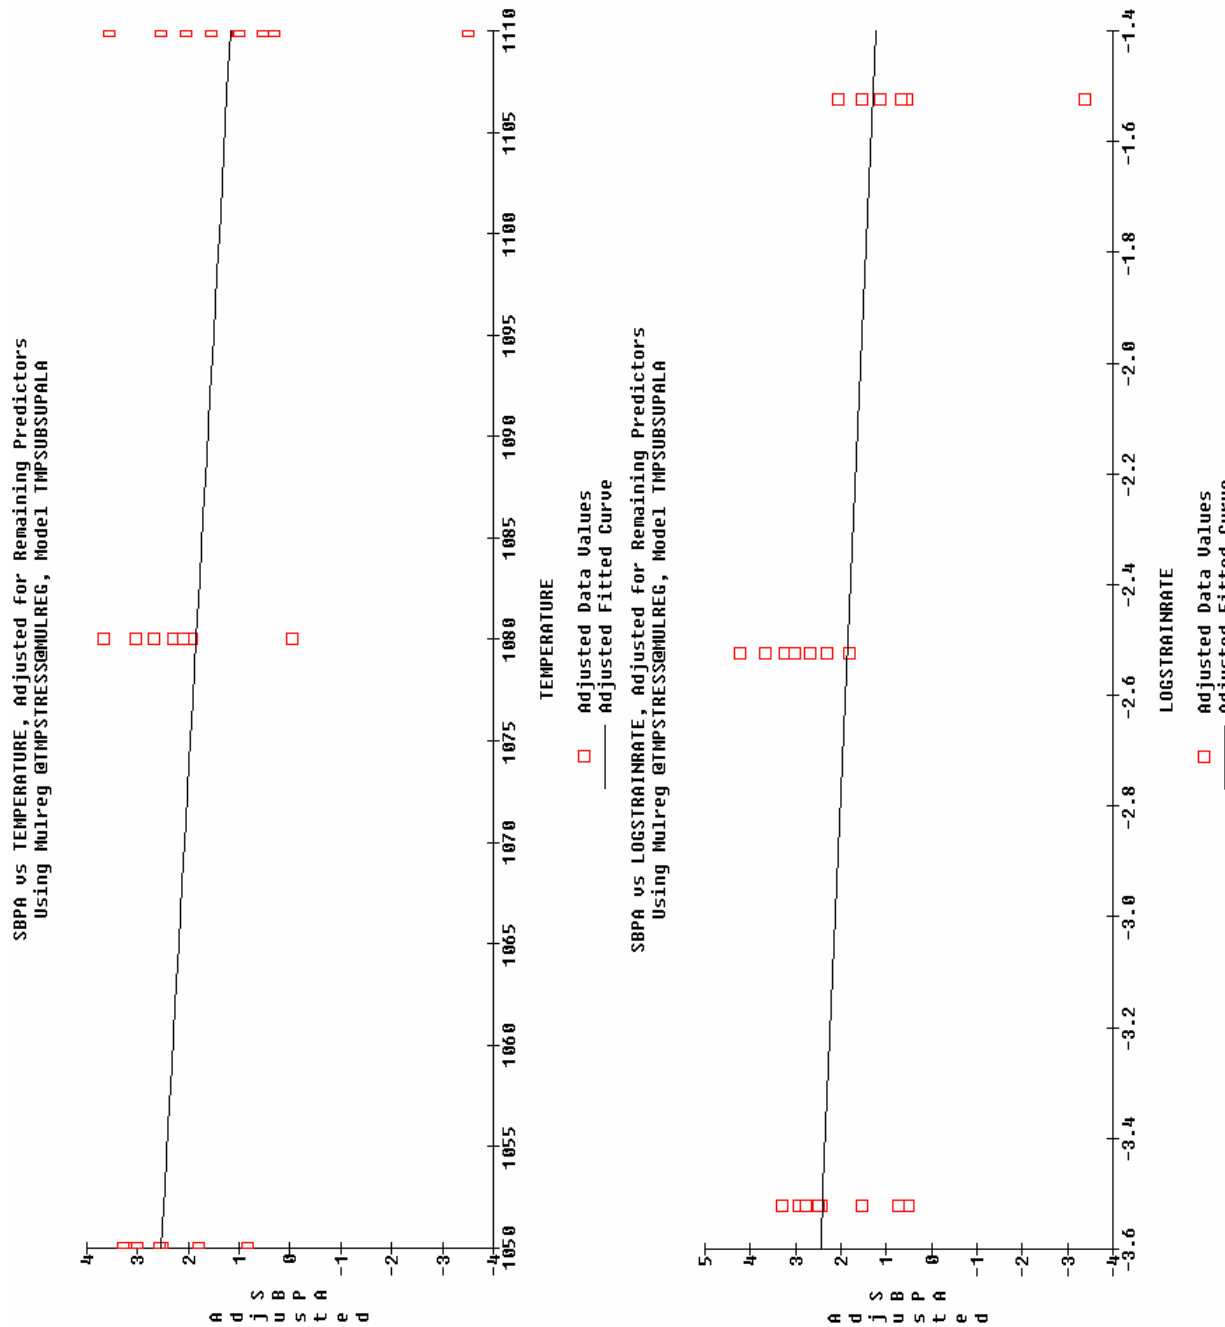 SBPA vs TEMPERATURE, Adjusted for Remaining Predictors
Using Mulreg @TMPSTRESS@MULREG, Model TMPSUBSUPALA
4
3
2
1
0
-1
-2
-3
-4
A
d
j S
u B
s P
t A
e
d
1050 1055 1060 1065 1070 1075 1080 1085 1090 1095 1100 1105 1110
TEMPERATURE
Adjusted Data Values
Adjusted Fitted Curve
SBPA vs LOGSTRAINRATE, Adjusted for Remaining Predictors
Using Mulreg @TMPSTRESS@MULREG, Model TMPSUBSUPALA
5
4
3
2
1
0
-1
-2
-3
-4
A
d
j S
u B
s P
t A
e
d
-3.6 -3.4 -3.2 -3.0 -2.8 -2.6 -2.4 -2.2 -2.0 -1.8 -1.6 -1.4
LOGSTRAINRATE
Adjusted Data Values
Adjusted Fitted Curve